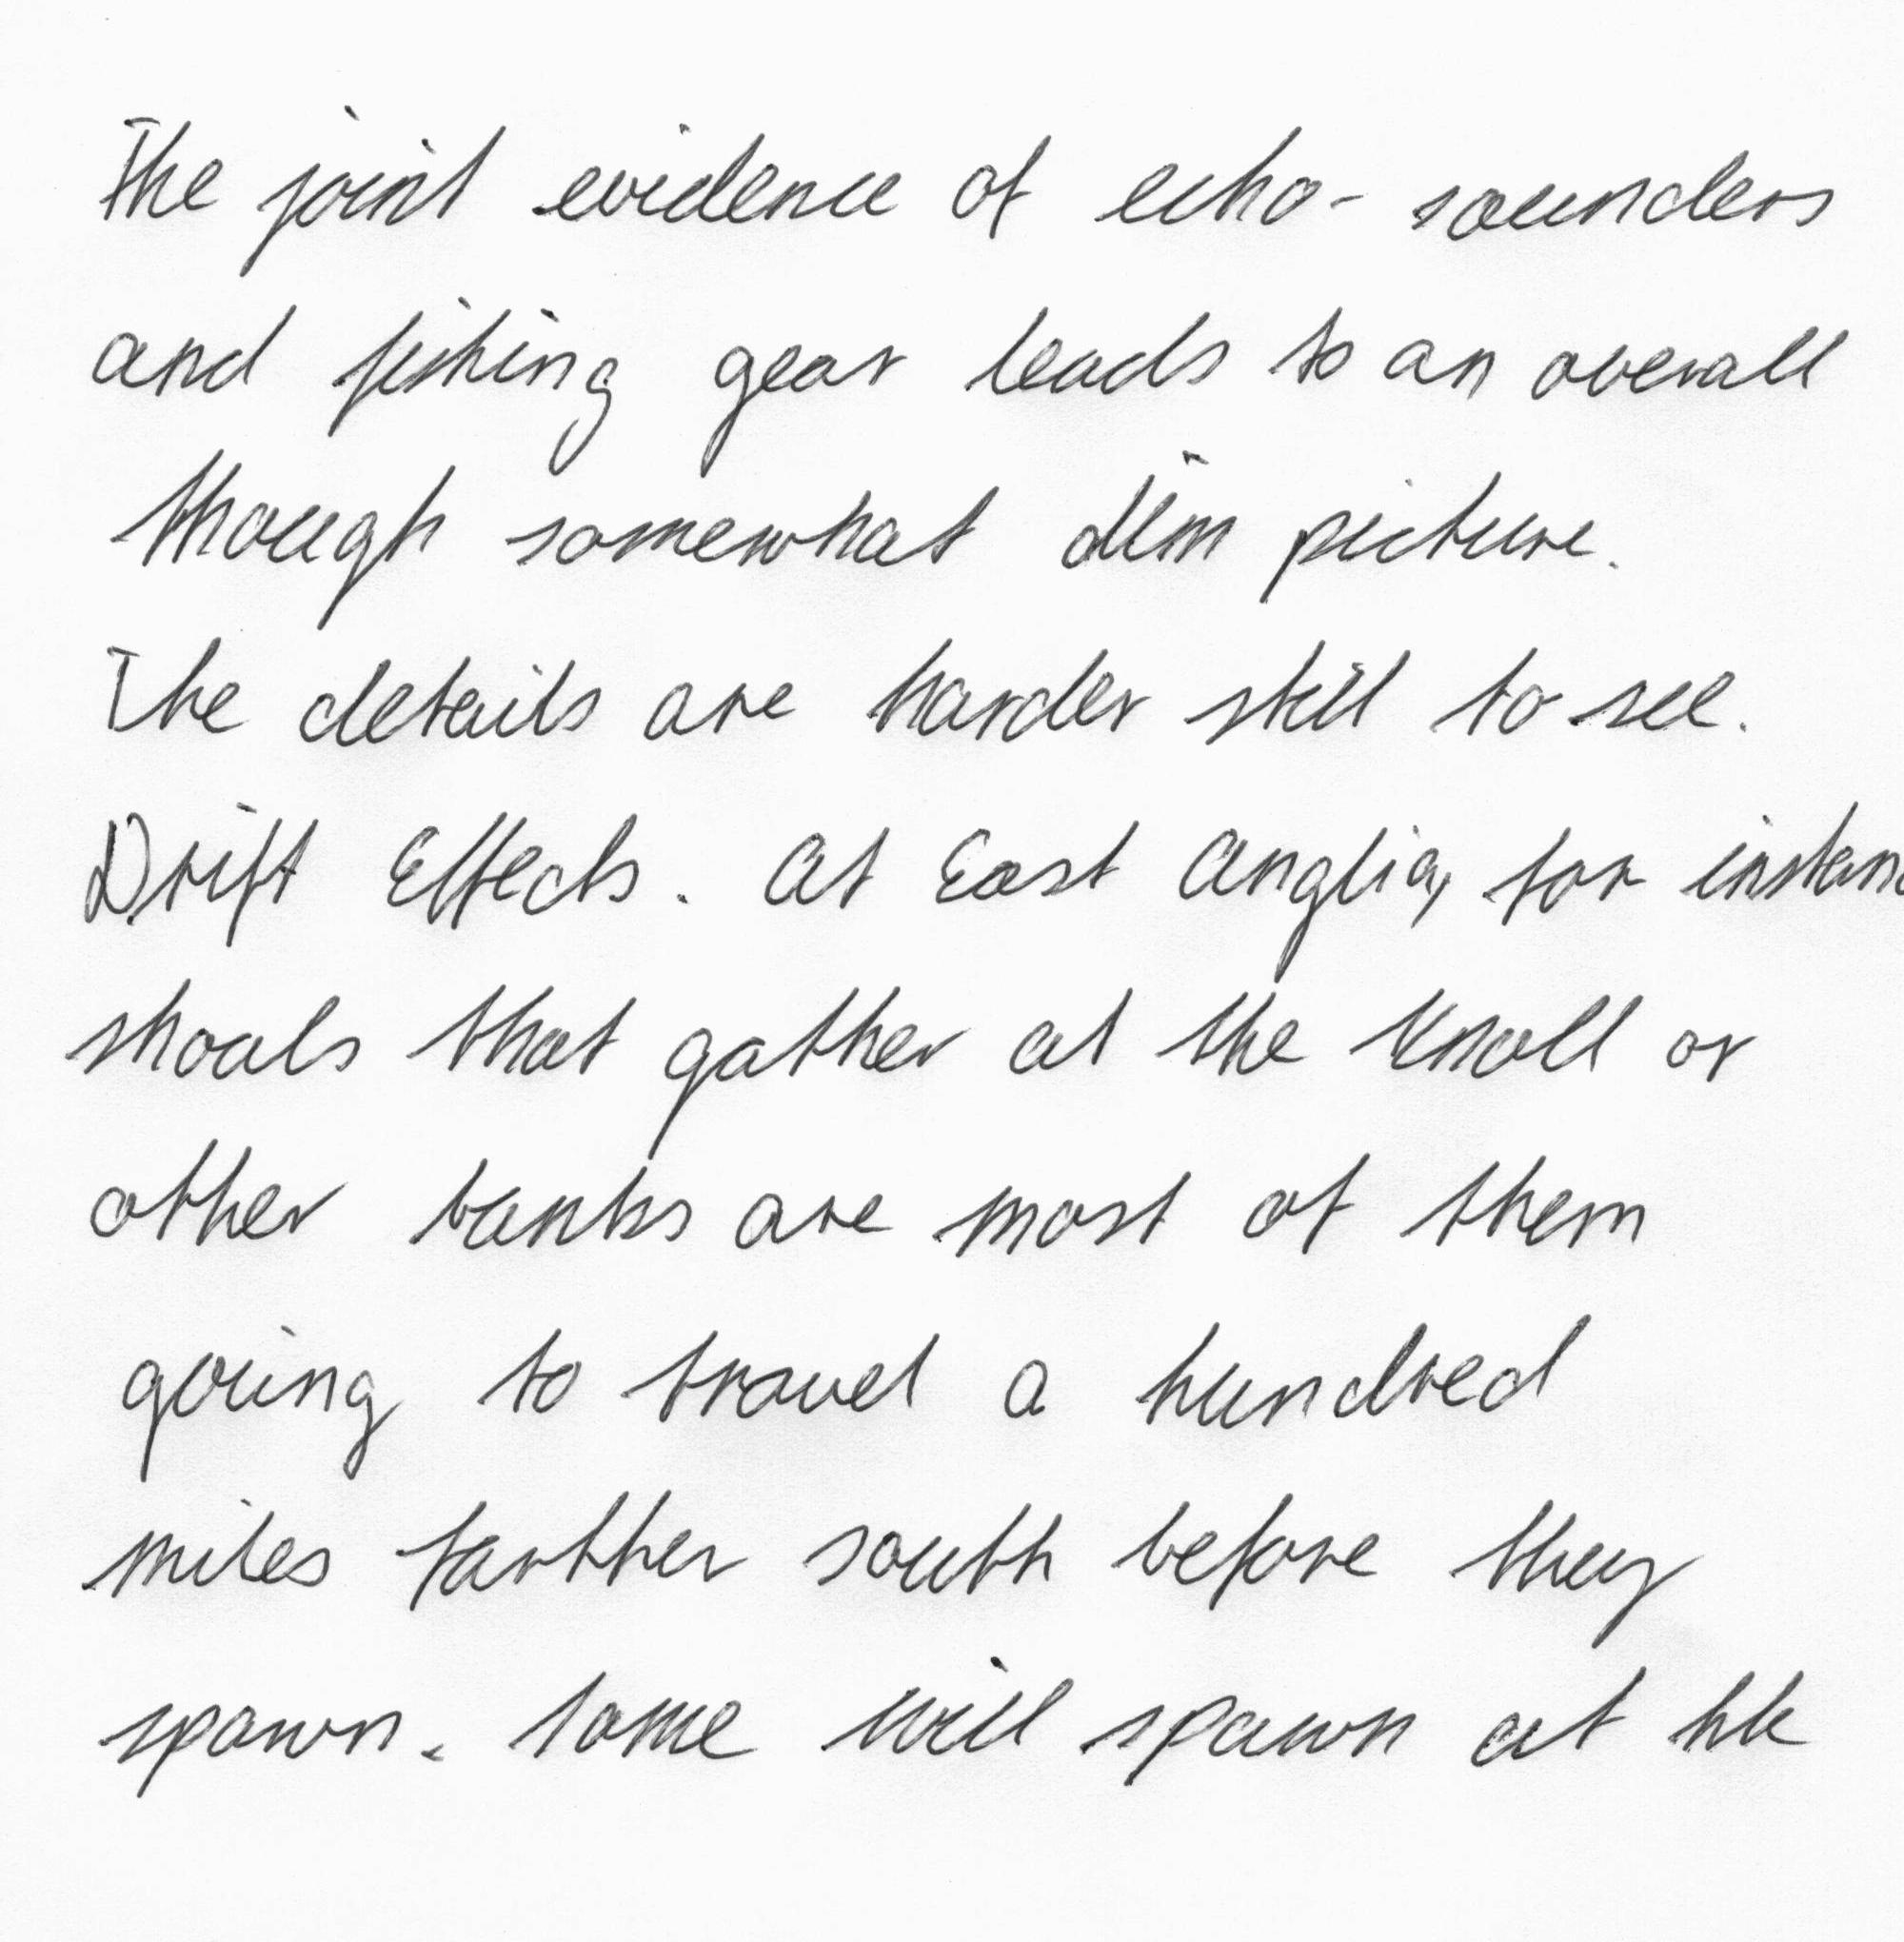 The joint evidence of echo-sounders
and fishing gear leads to an overall
though somewhat dim picture.
The details are harder still to see.
Drift Effects. At East Anglia, for instanc
shoals that gather at the Knoll or
other banks are most of them
going to travel a hundred
miles farther south before they
spawn. Some will spawn at